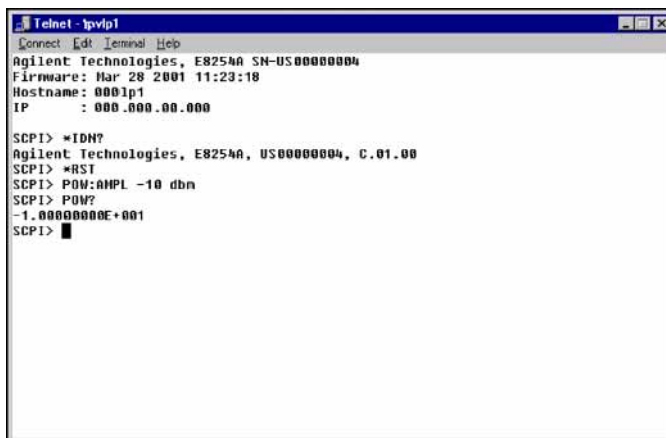 Telnet - tpvlp1
Connect Edit Terminal Help
Agilent Technologies, E8254A SN-US00000004
Firmware: Mar 28 2001 11:23:18
Hostname: 000lp1
IP : 000.000.00.000
SCPI> *IDN?
Agilent Technologies, E8254A, US00000004, C.01.00
SCPI> *RST
SCPI> POW:AMPL -10 dbm
SCPI> POW?
-1.00000000E+001
SCPI>